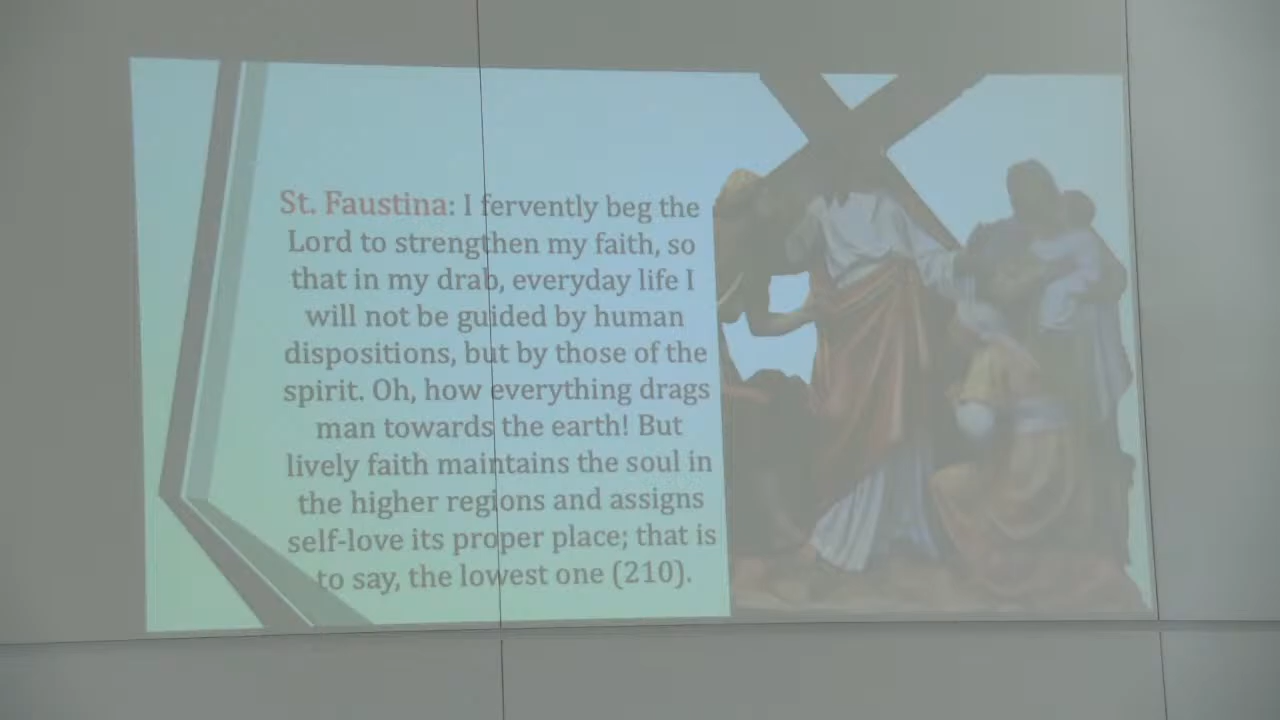 St. Faustina: I fervently beg the
Lord to strengthen my faith, so
that in my drab, everyday life I
will not be guided by human
dispositions, but by those of the
spirit. Oh, how everything drags
man towards the earth! But
lively faith maintains the soul in
the higher regions and assigns
self-love its proper place; that is
to say, the lowest one (210).